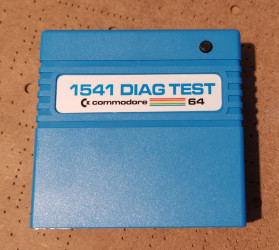 1541 DIAG TEST
commodore 64